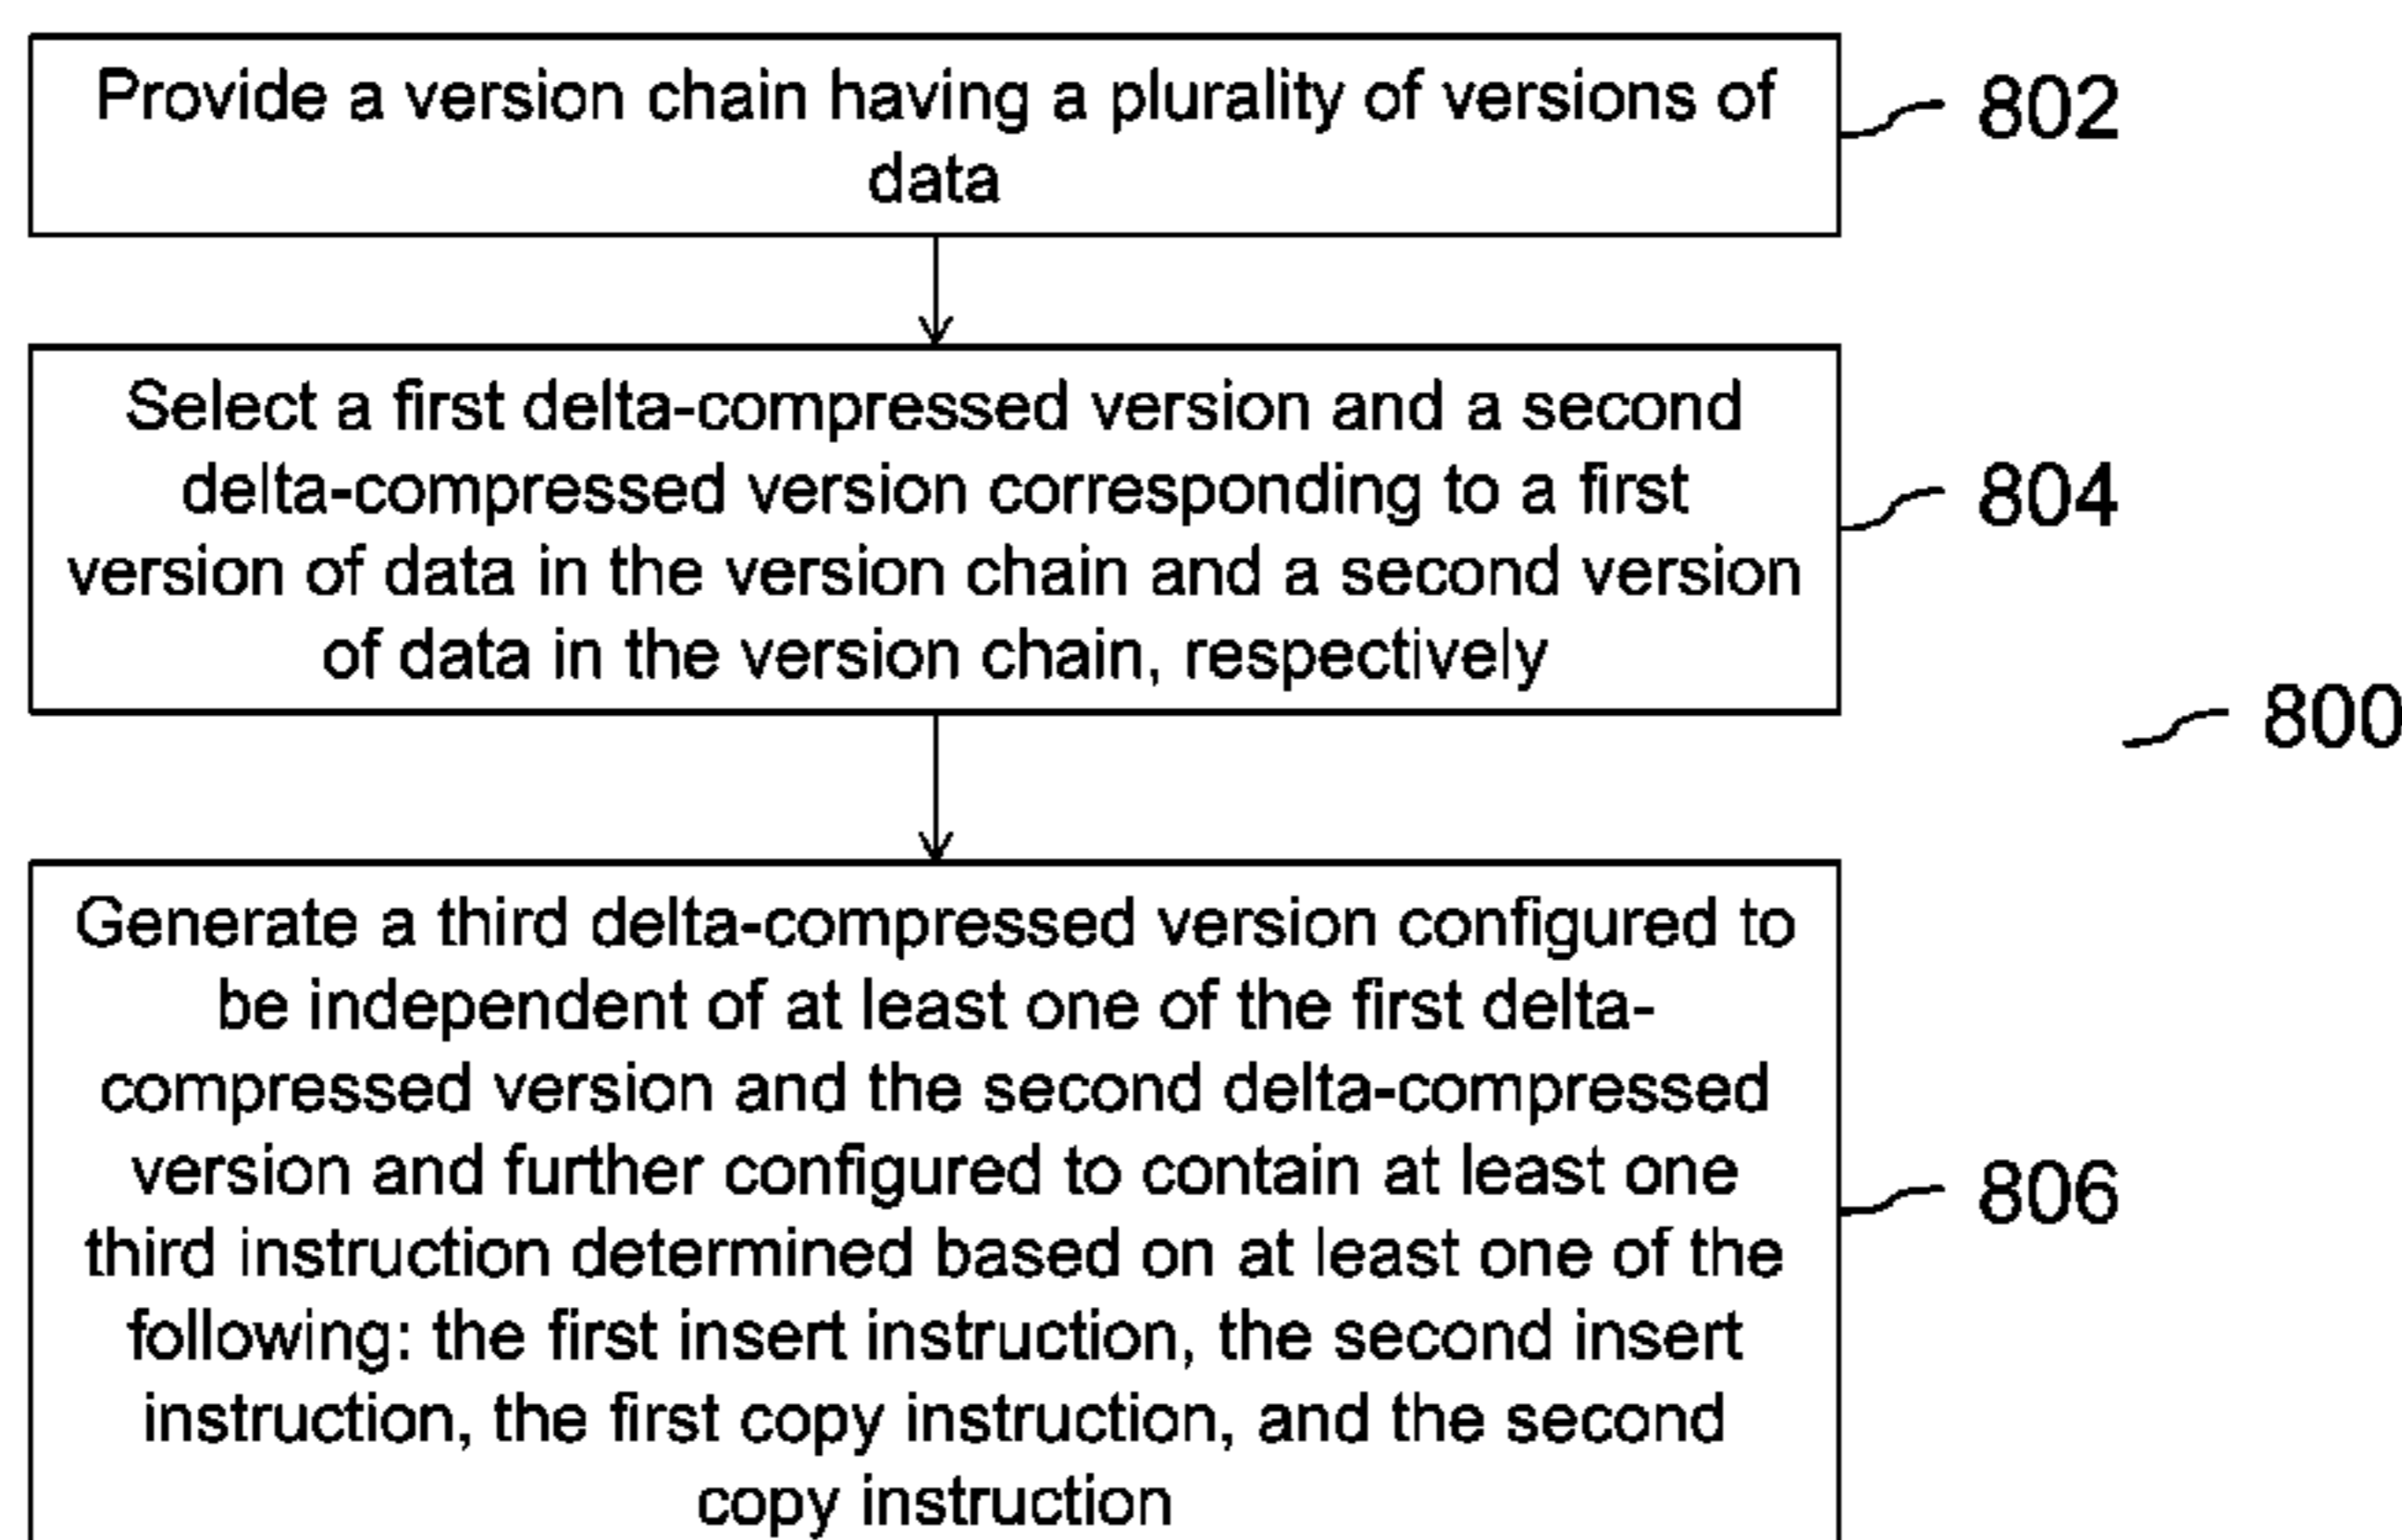 Provide a version chain having a plurality of versions of
data
802
Select a first delta-compressed version and a second
delta-compressed version corresponding to a first
version of data in the version chain and a second version
of data in the version chain, respectively
804
800
Generate a third delta-compressed version configured to
be independent of at least one of the first delta-
compressed version and the second delta-compressed
version and further configured to contain at least one
third instruction determined based on at least one of the
following: the first insert instruction, the second insert
instruction, the first copy instruction, and the second
copy instruction
806